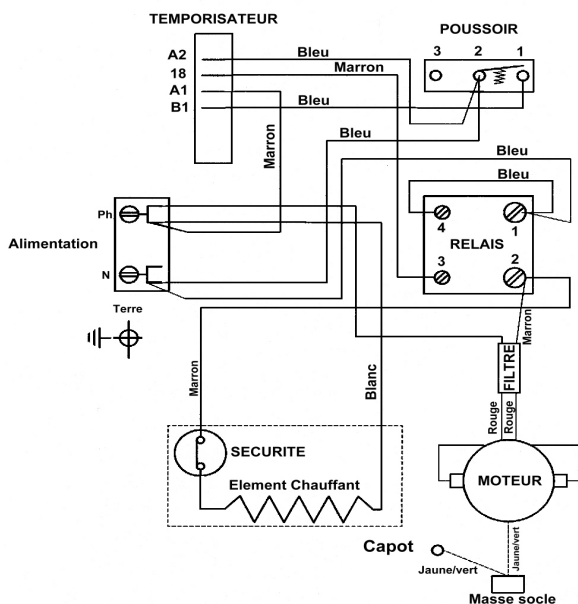 TEMPORISATEUR
POUSSOIR
A2
Bleu
3 2 1
18
Marron
A1
B1
Bleu
Bleu
Marron
Bleu
Bleu
Ph
4 1
RELAIS
Alimentation
3 2
N
Terre
Marron
FILTRE
Marron
Blanc
Rouge
Rouge
SECURITE
Element Chauffant
MOTEUR
Capot
Jaune/vert
Jaune/vert
Masse socle